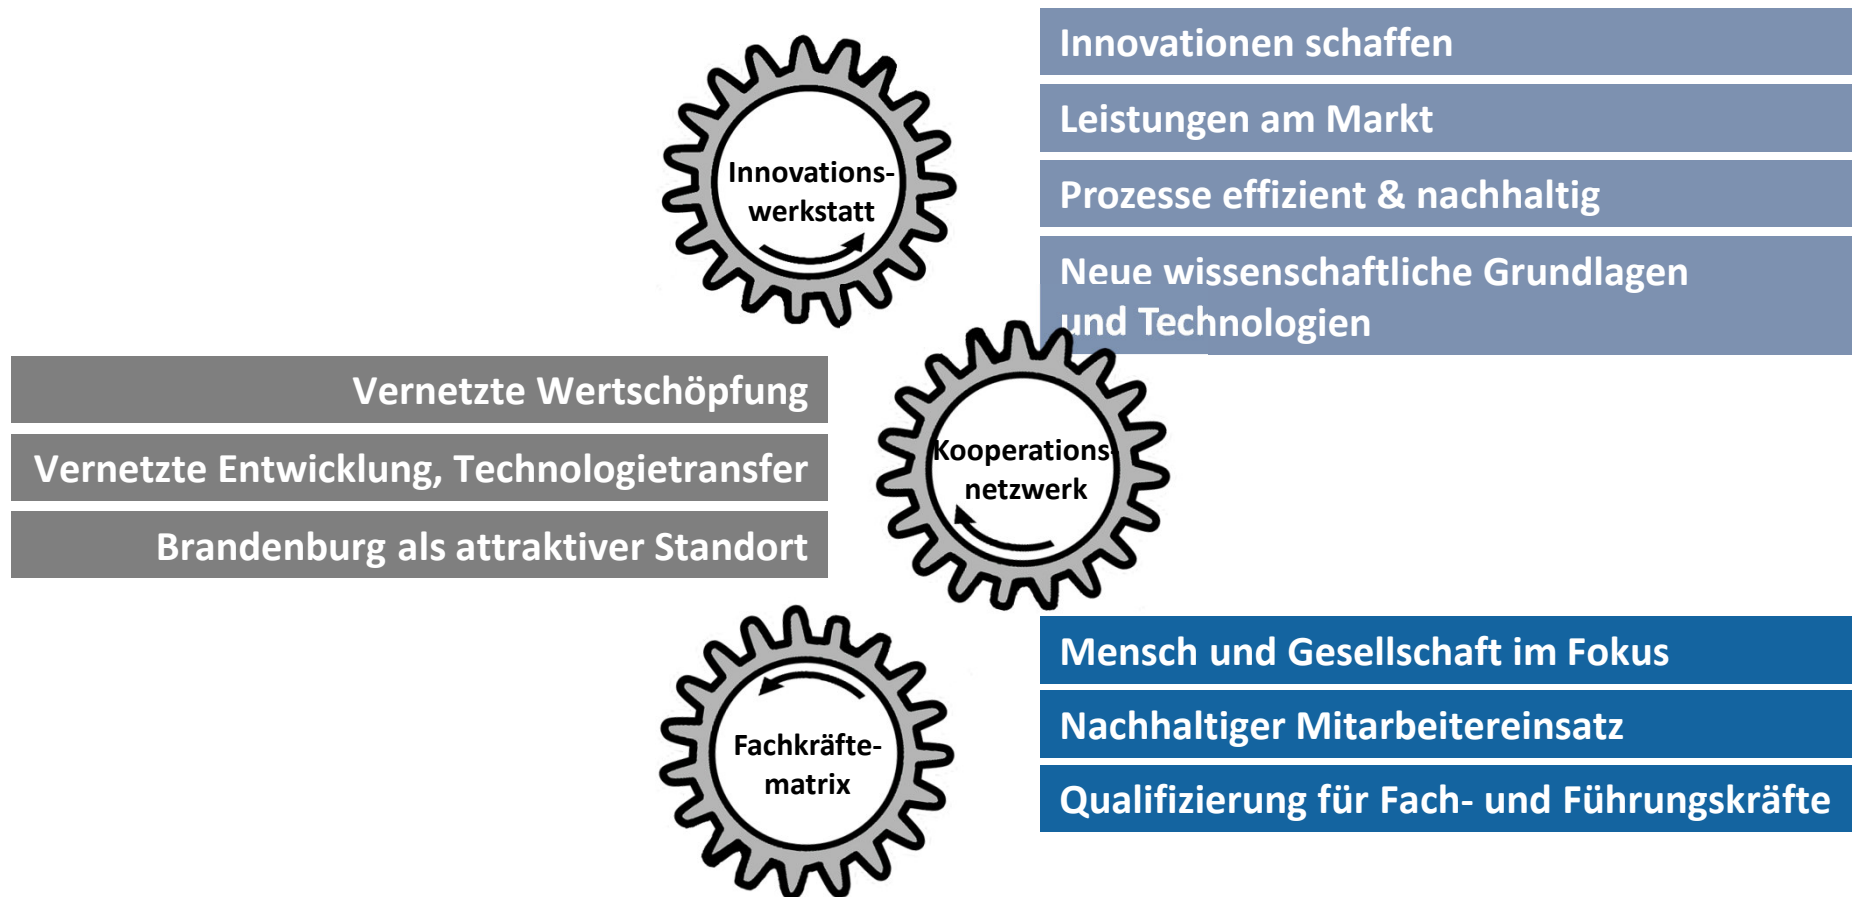 Innovations-
werkstatt
Innovationen schaffen
Leistungen am Markt
Prozesse effizient & nachhaltig
Neue wissenschaftliche Grundlagen
und Technologien
Vernetzte Wertschöpfung
Vernetzte Entwicklung, Technologietransfer
Brandenburg als attraktiver Standort
Kooperations-
netzwerk
Fachkräfte-
matrix
Mensch und Gesellschaft im Fokus
Nachhaltiger Mitarbeitereinsatz
Qualifizierung für Fach- und Führungskräfte